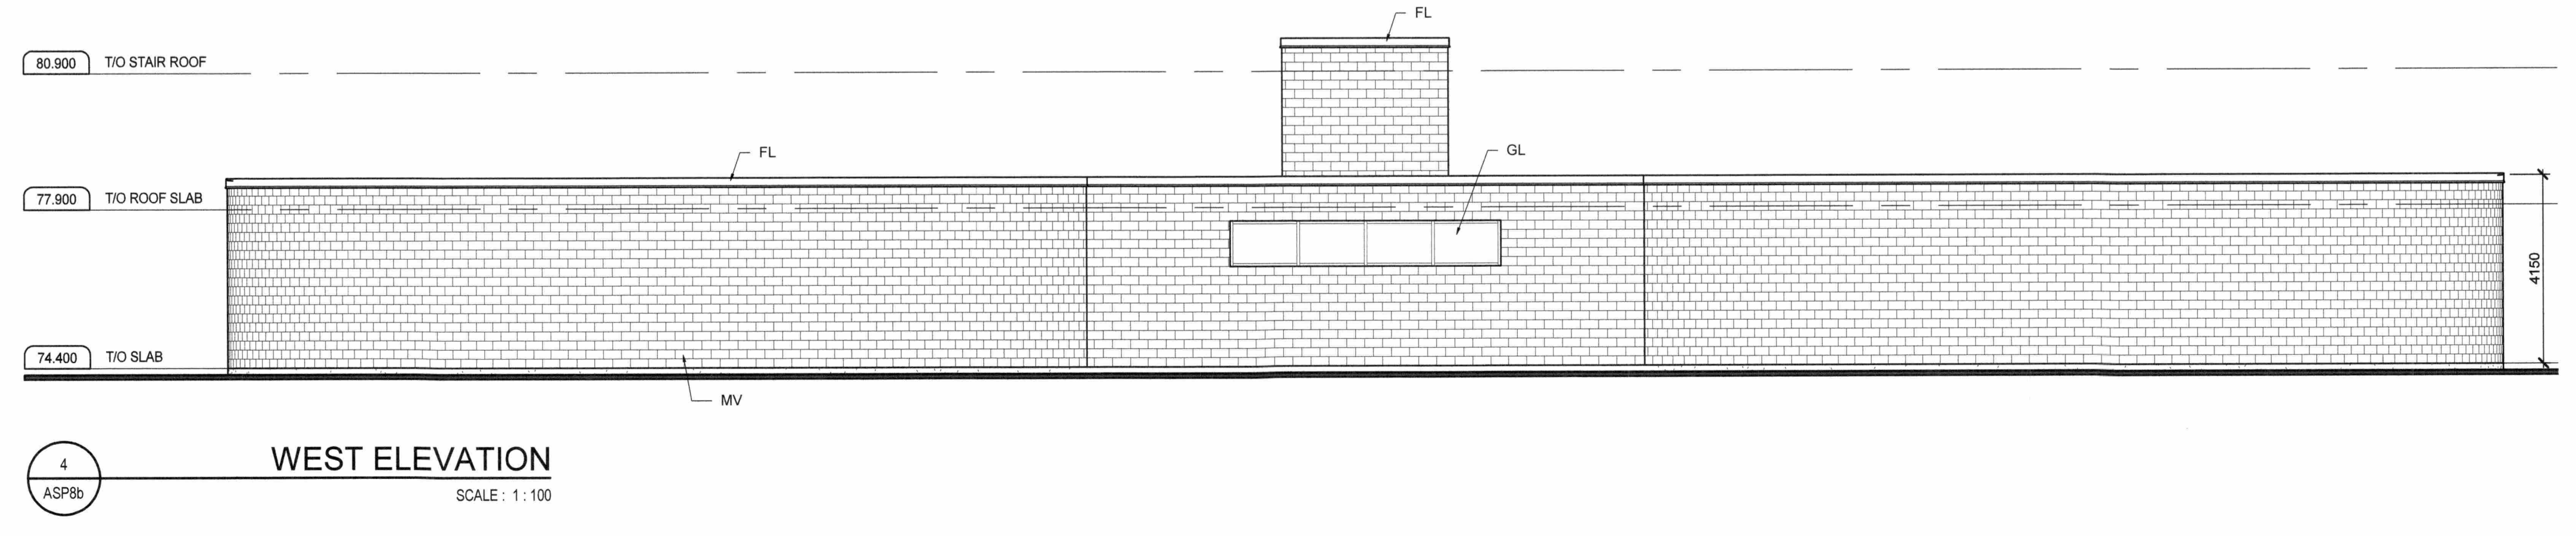 FL
80.900 T/O STAIR ROOF
FL
GL
77.900 T/O ROOF SLAB
4150
74.400 T/O SLAB
MV
4
ASP8b
WEST ELEVATION
SCALE : 1 : 100